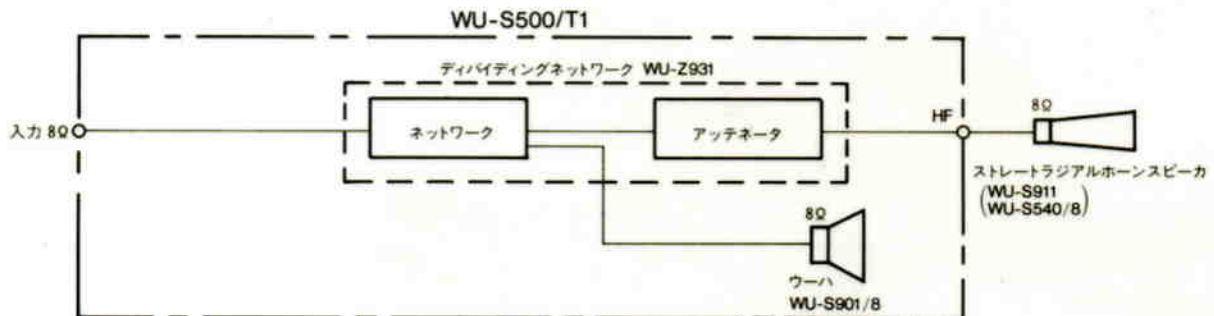 WU-S500/T1
ディバイディングネットワーク WU-Z931
入力 8Ω
ネットワーク
アッテネータ
HF
8Ω
ストレートラジアルホーンスピーカ
(WU-S911
WU-S540/8)
8Ω
ウーハ
WU-S901/8